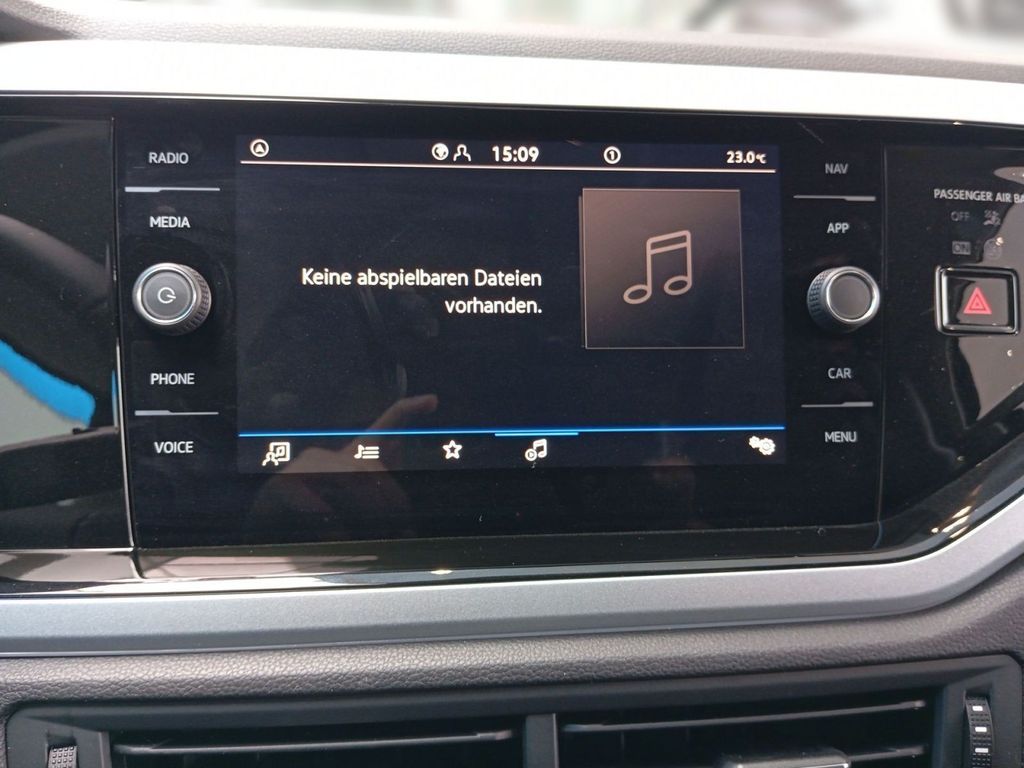 RADIO
MEDIA
PHONE
VOICE
15:09
1
23.0°C
Keine abspielbaren Dateien
vorhanden.
NAV
APP
CAR
MENU
PASSENGER AIR BA
OFF
ON